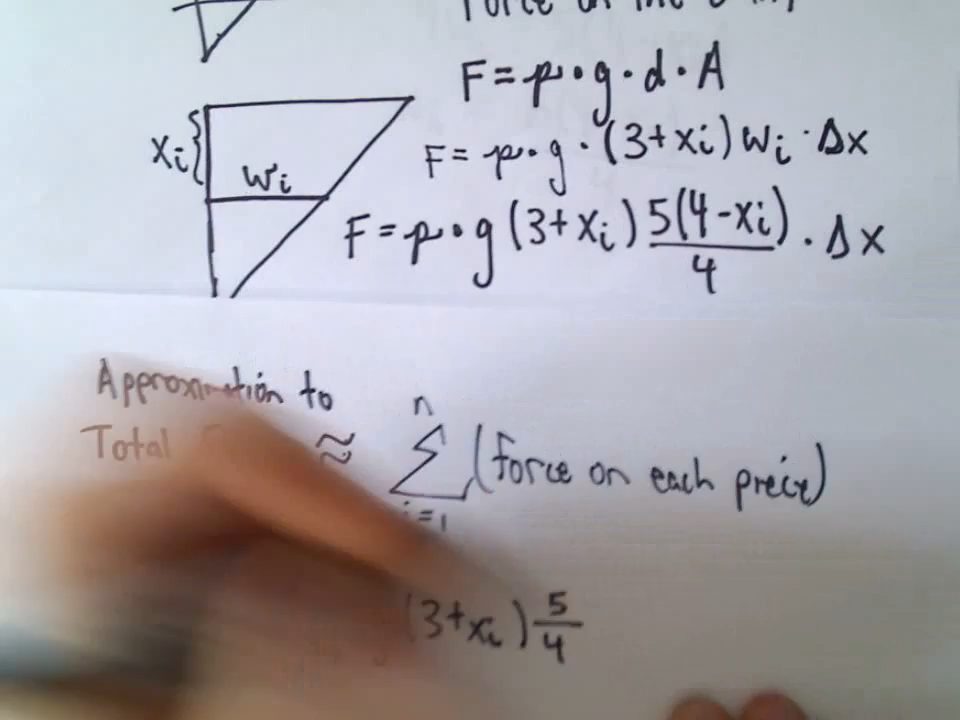 F = p · g · d · A
F = p · g · (3+xi) wi · Δx
xi
wi
F = p · g (3+xi) 5(4-xi)/4 · Δx
Approximation to
Total ≈ n Σ i=1 (force on each piece)
(3+xi) 5/4